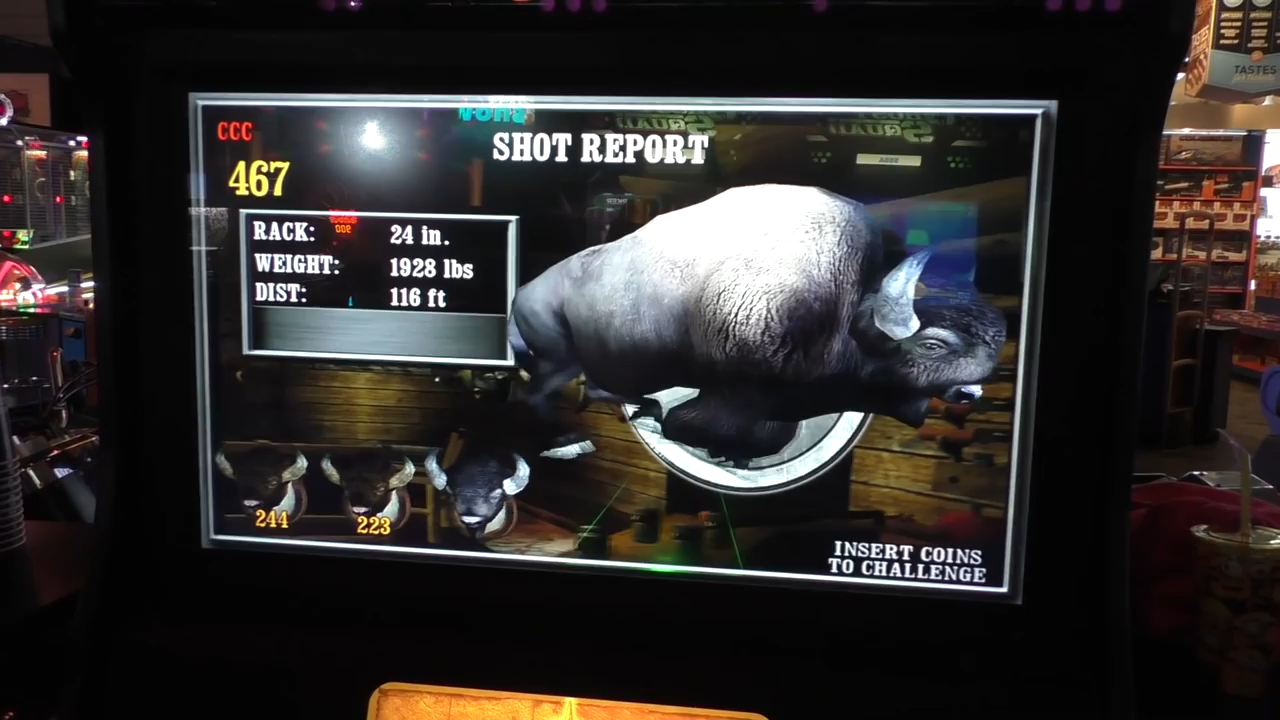 CCC
SHOT REPORT
467
RACK: 24 in.
WEIGHT: 1928 lbs
DIST: 116 ft
244
223
INSERT COINS
TO CHALLENGE
TASTES